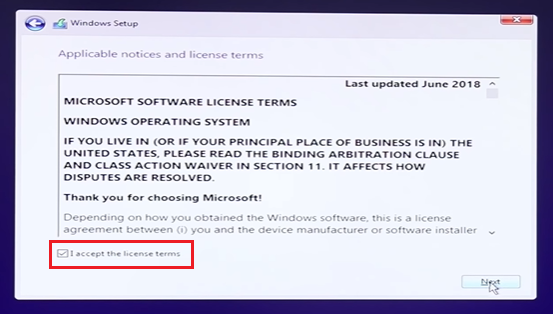 Windows Setup
Applicable notices and license terms
Last updated June 2018
MICROSOFT SOFTWARE LICENSE TERMS
WINDOWS OPERATING SYSTEM
IF YOU LIVE IN (OR IF YOUR PRINCIPAL PLACE OF BUSINESS IS IN) THE
UNITED STATES, PLEASE READ THE BINDING ARBITRATION CLAUSE
AND CLASS ACTION WAIVER IN SECTION 11. IT AFFECTS HOW
DISPUTES ARE RESOLVED.
Thank you for choosing Microsoft!
Depending on how you obtained the Windows software, this is a license
agreement between (i) you and the device manufacturer or software installer
I accept the license terms
Next